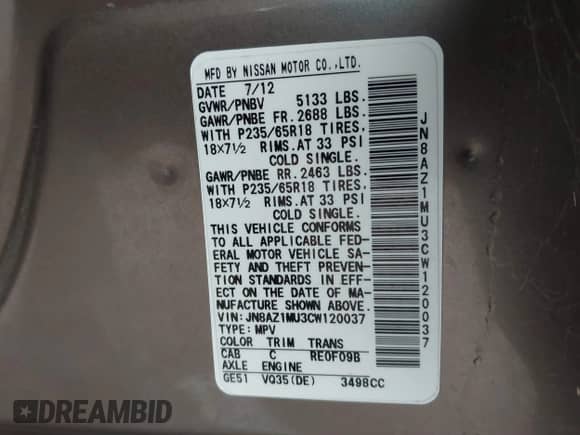 MFD BY NISSAN MOTOR CO.,LTD.
DATE 7/12
GVWR/PNBV 5133 LBS.
GAWR/PNBE FR. 2688 LBS.
WITH P235/65R18 TIRES,
18X7½ RIMS.AT 33 PSI
COLD SINGLE.
GAWR/PNBE RR. 2463 LBS.
WITH P235/65R18 TIRES,
18X7½ RIMS.AT 33 PSI
COLD SINGLE.
THIS VEHICLE CONFORMS
TO ALL APPLICABLE FED-
ERAL MOTOR VEHICLE SA-
FETY AND THEFT PREVEN-
TION STANDARDS IN EFF-
ECT ON THE DATE OF MA-
NUFACTURE SHOWN ABOVE.
VIN: JN8AZ1MU3CW120037
TYPE: MPV
COLOR TRIM TRANS
CAB C RE0F09B
AXLE ENGINE
GE51 VQ35(DE) 3498CC
JN8AZ1MU3CW120037
DREAMBID